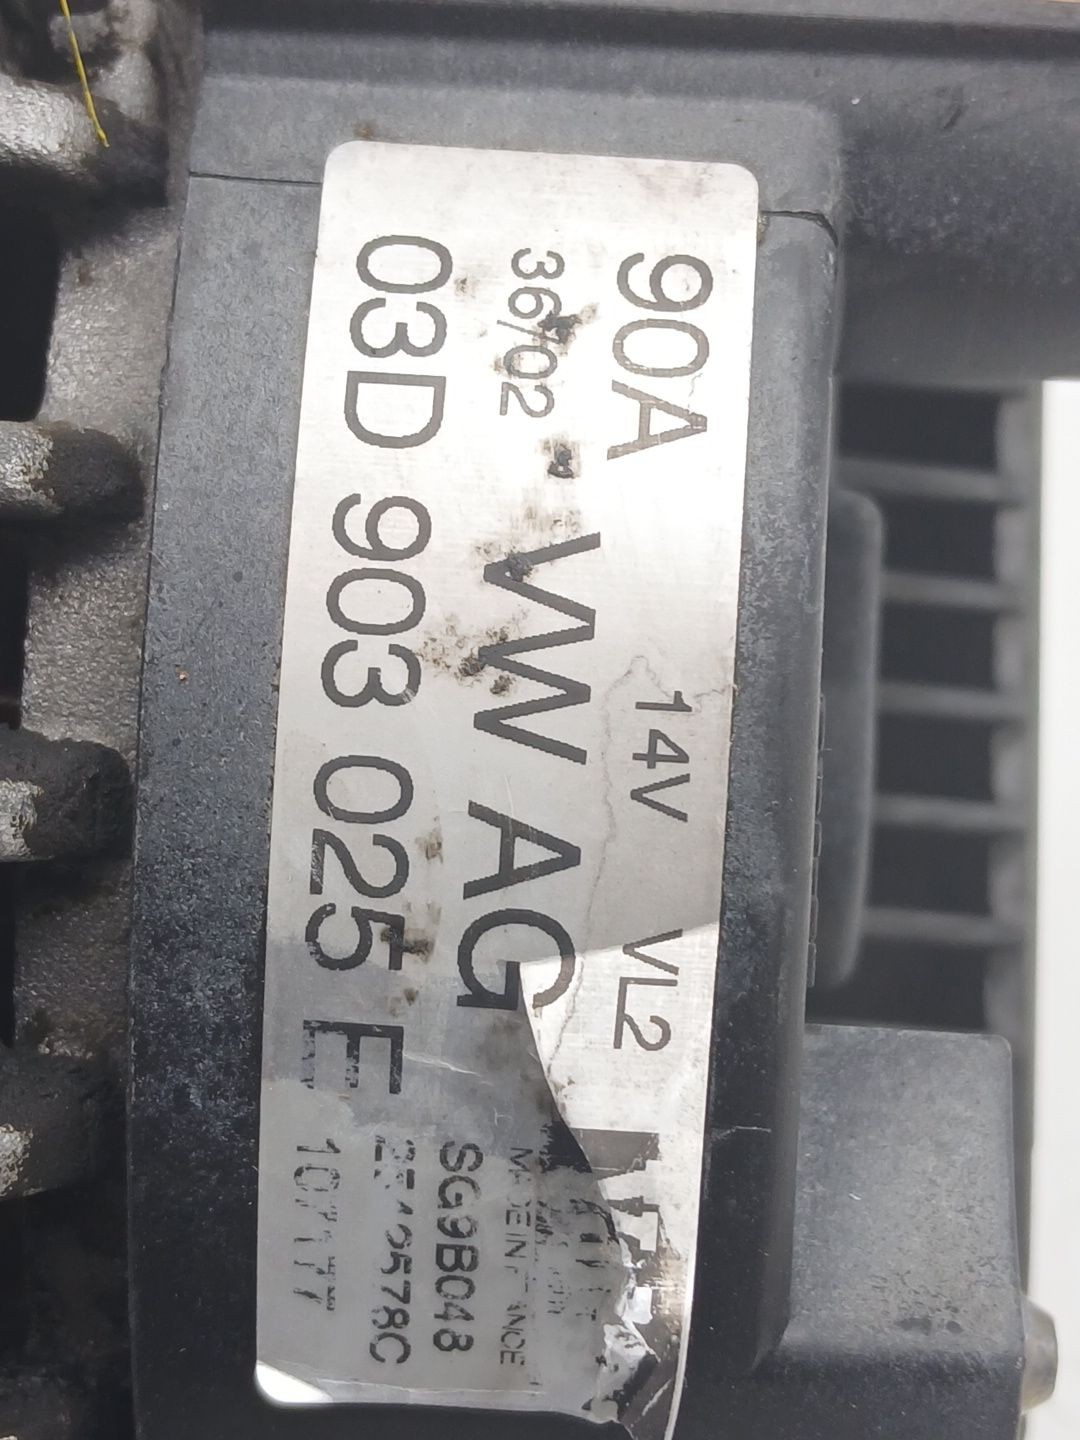 90A 14V VL2
36/02 - VW AG
MADE IN FRANCE
03D 903 025 E
SG9B048